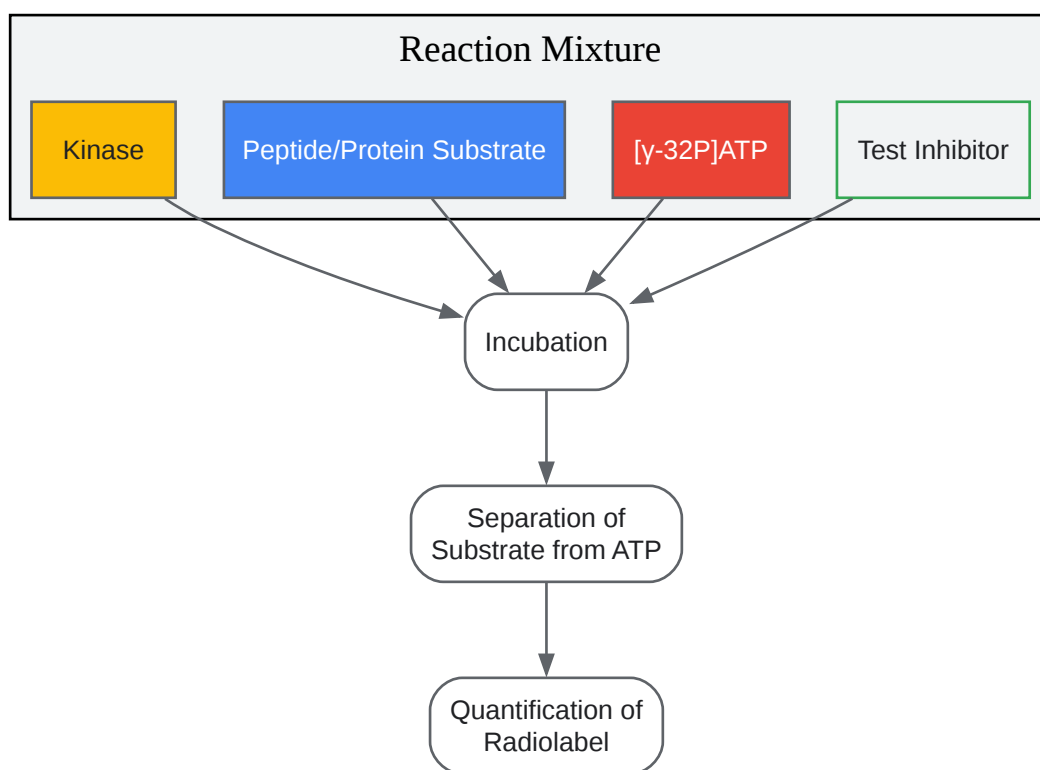 Reaction Mixture
Kinase
Peptide/Protein Substrate
[γ-32P]ATP
Test Inhibitor
Incubation
Separation of
Substrate from ATP
Quantification of
Radiolabel